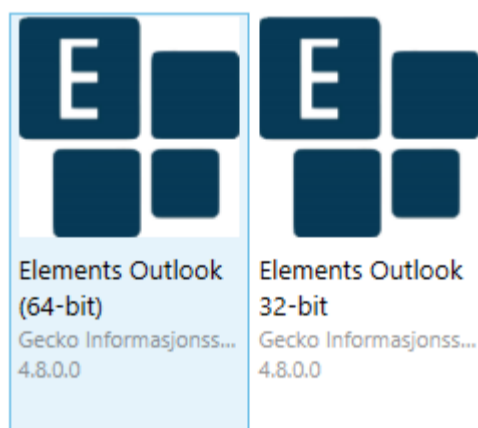 E
E
Elements Outlook
(64-bit)
Gecko Informasjonss...
4.8.0.0
Elements Outlook
32-bit
Gecko Informasjonss...
4.8.0.0